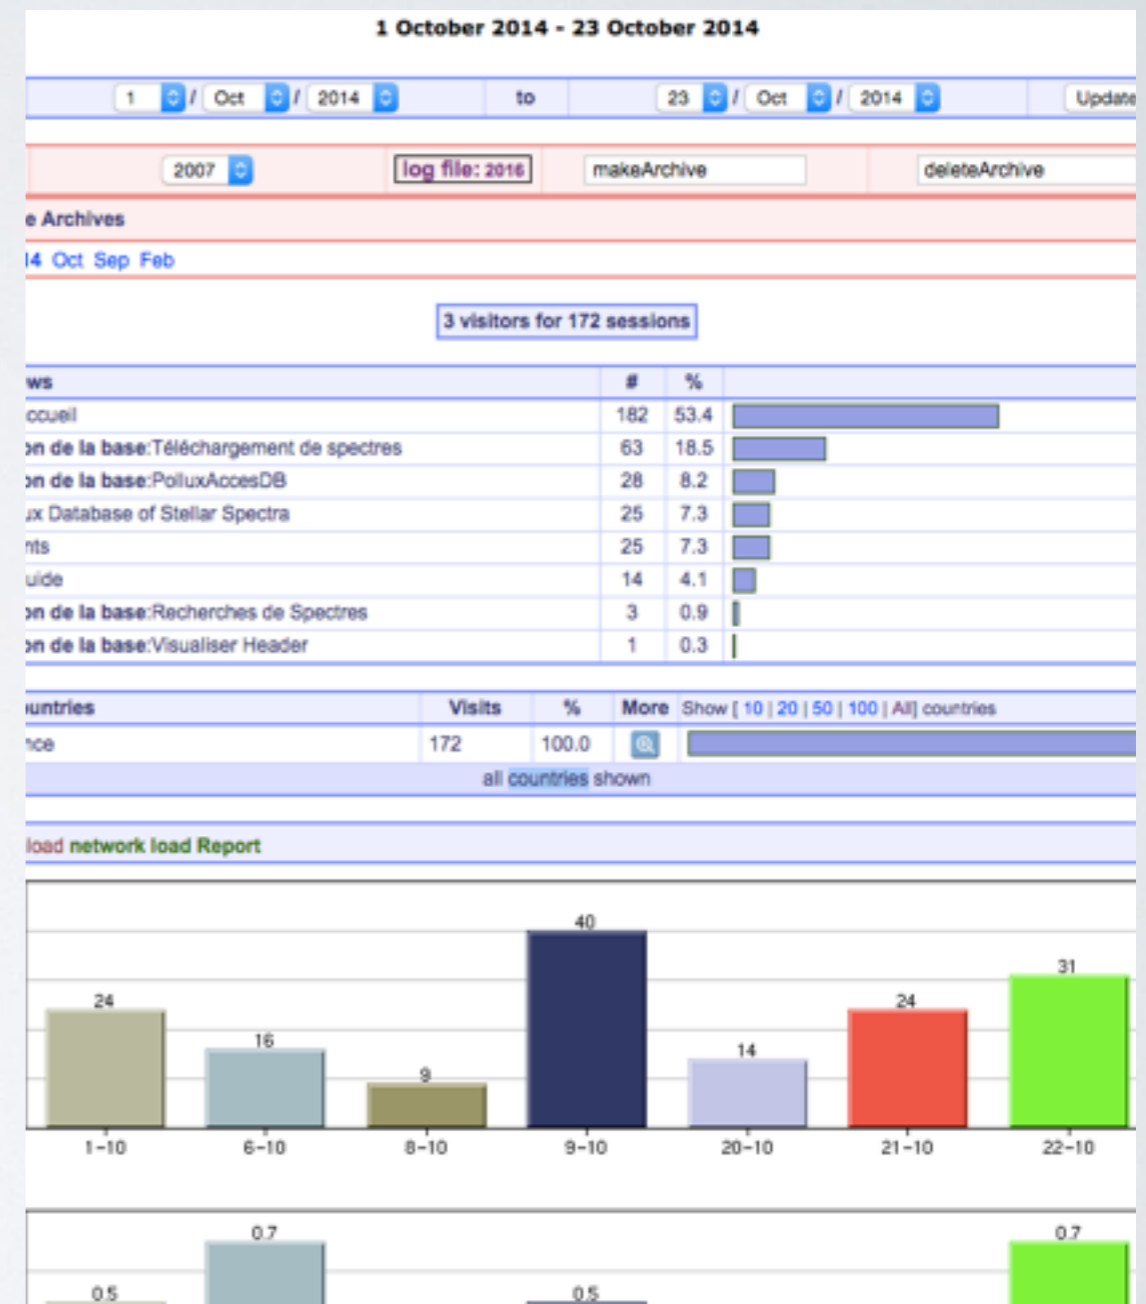 1 October 2014 - 23 October 2014
1 / Oct / 2014 to 23 / Oct / 2014 Update
2007 log file: 2016 makeArchive deleteArchive
e Archives
14 Oct Sep Feb
3 visitors for 172 sessions
ws # %
ccueil 182 53.4
on de la base:Téléchargement de spectres 63 18.5
on de la base:PolluxAccesDB 28 8.2
ux Database of Stellar Spectra 25 7.3
nts 25 7.3
uide 14 4.1
on de la base:Recherches de Spectres 3 0.9
on de la base:Visualiser Header 1 0.3
ountries Visits % More Show [ 10 | 20 | 50 | 100 | All] countries
nce 172 100.0
all countries shown
load network load Report
24 16 9 40 14 24 31
1-10 6-10 8-10 9-10 20-10 21-10 22-10
0.5 0.7 0.5 0.7